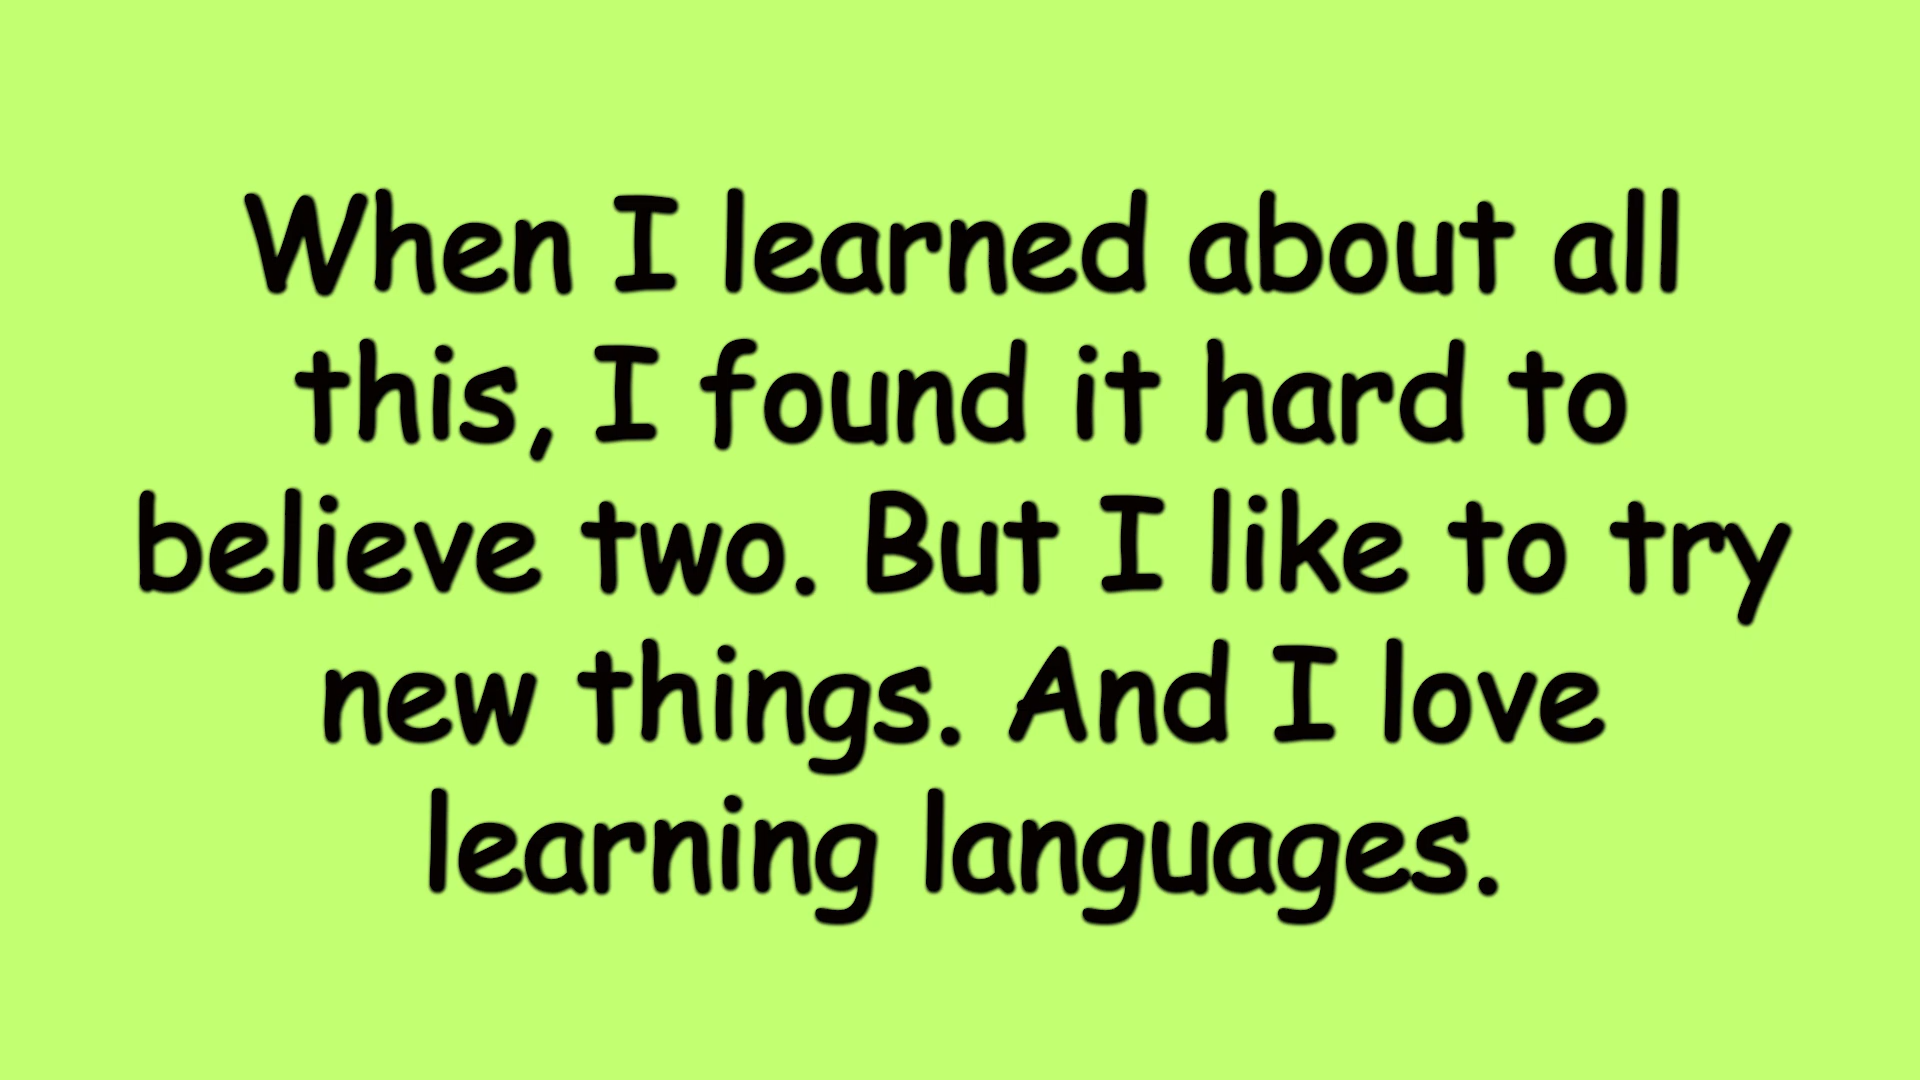 When I learned about all
this, I found it hard to
believe two. But I like to try
new things. And I love
learning languages.